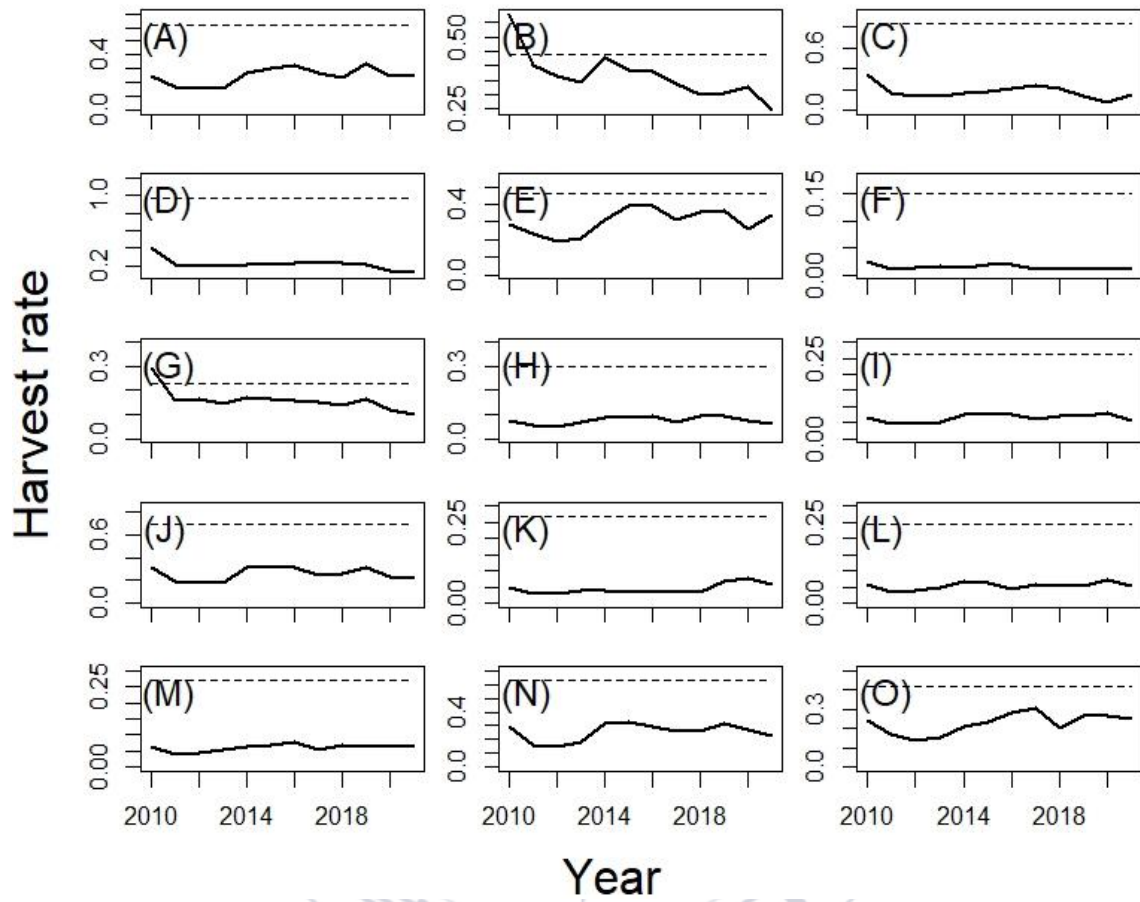 Harvest rate
(A) 0.0 0.4
(B) 0.25 0.50
(C) 0.0 0.6
(D) 0.2 1.0
(E) 0.0 0.4
(F) 0.00 0.15
(G) 0.0 0.3
(H) 0.0 0.3
(I) 0.00 0.25
(J) 0.0 0.6
(K) 0.00 0.25
(L) 0.00 0.25
(M) 0.00 0.25
(N) 0.0 0.4
(O) 0.0 0.3
2010 2014 2018 2010 2014 2018 2010 2014 2018
Year